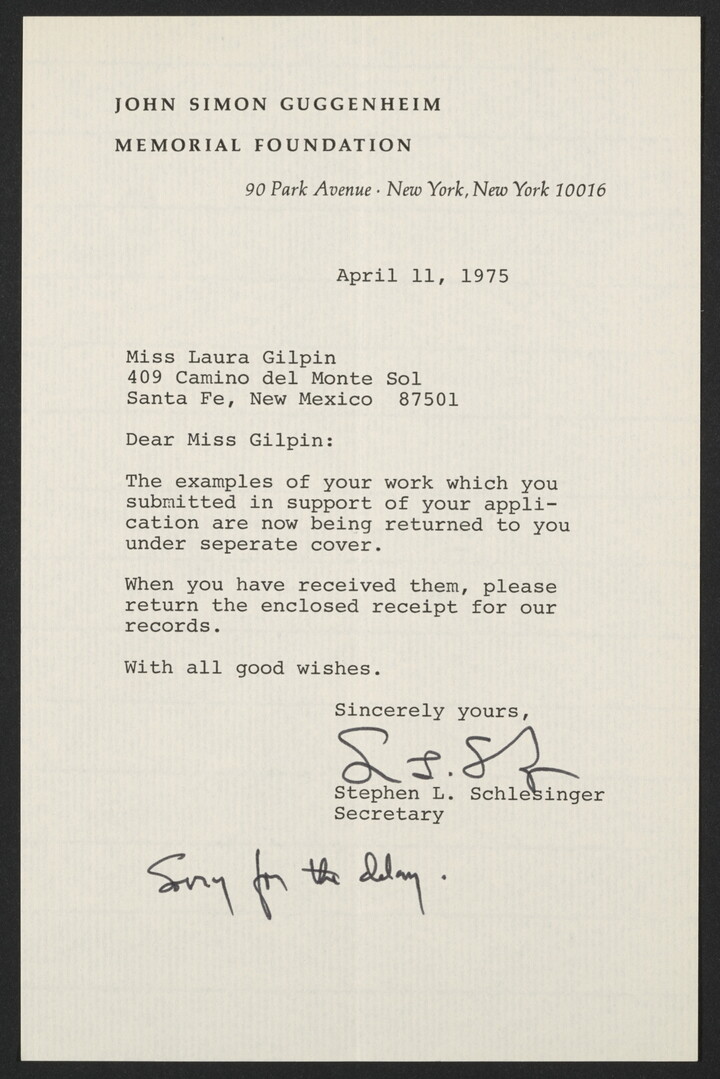 JOHN SIMON GUGGENHEIM
MEMORIAL FOUNDATION
90 Park Avenue · New York, New York 10016
April 11, 1975
Miss Laura Gilpin
409 Camino del Monte Sol
Santa Fe, New Mexico 87501
Dear Miss Gilpin:
The examples of your work which you
submitted in support of your appli-
cation are now being returned to you
under seperate cover.
When you have received them, please
return the enclosed receipt for our
records.
With all good wishes.
Sincerely yours,
Stephen L. Schlesinger
Secretary
Sorry for the delay.